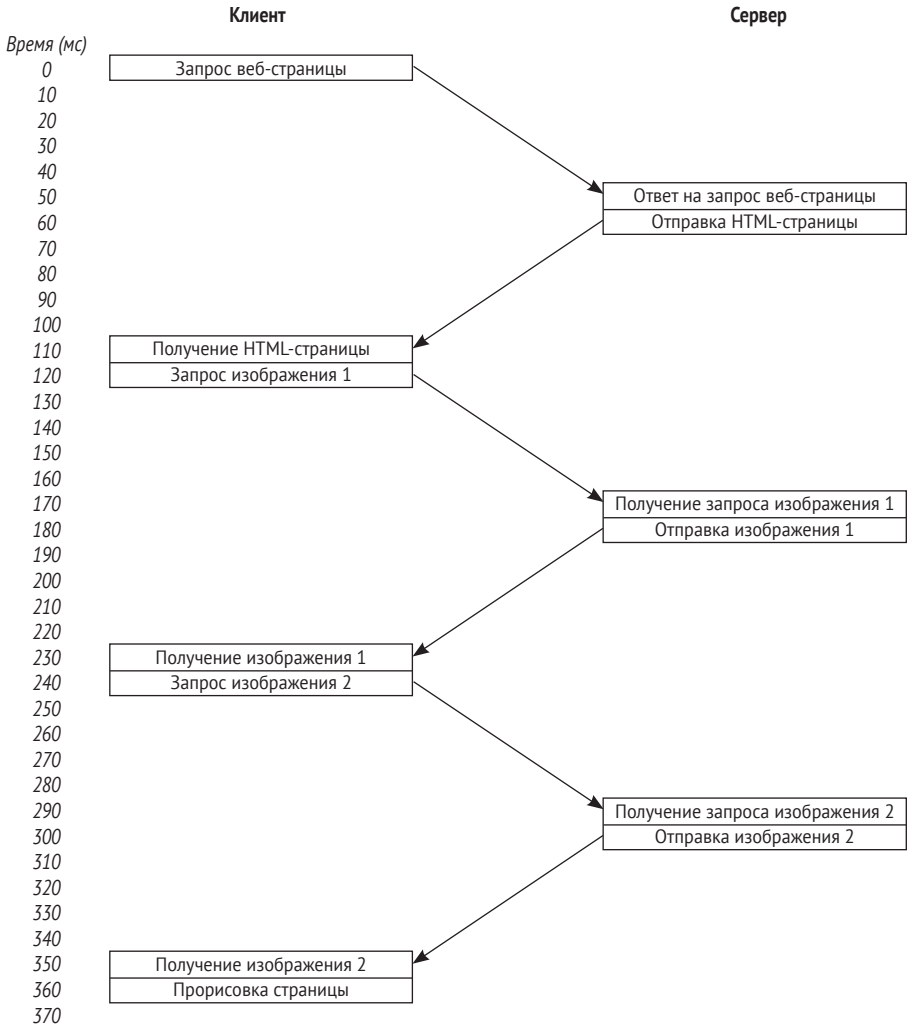 Клиент
Сервер
Время (мс)
0
Запрос веб-страницы
10
20
30
40
50
Ответ на запрос веб-страницы
60
Отправка HTML-страницы
70
80
90
100
110
Получение HTML-страницы
120
Запрос изображения 1
130
140
150
160
170
Получение запроса изображения 1
180
Отправка изображения 1
190
200
210
220
230
Получение изображения 1
240
Запрос изображения 2
250
260
270
280
290
Получение запроса изображения 2
300
Отправка изображения 2
310
320
330
340
350
Получение изображения 2
360
Прорисовка страницы
370